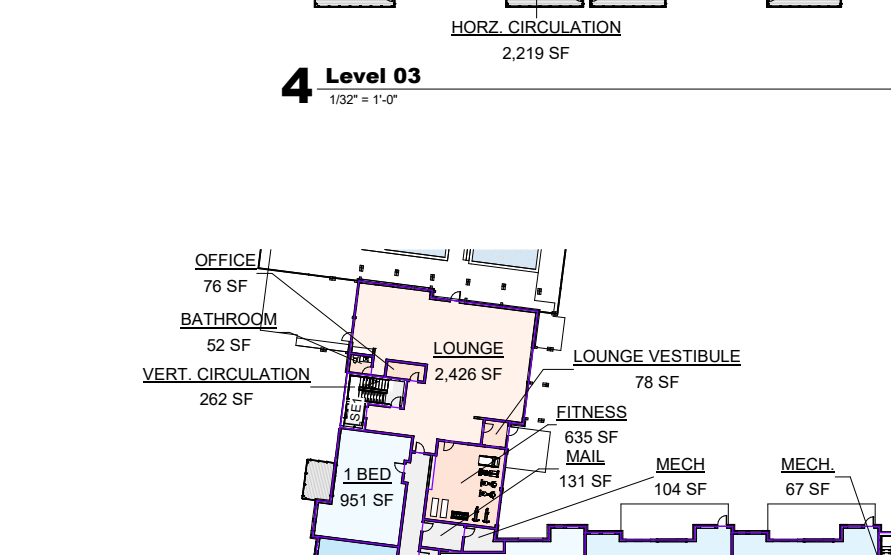 HORZ. CIRCULATION
2,219 SF
4 Level 03
1/32" = 1'-0"
OFFICE
76 SF
BATHROOM
52 SF
VERT. CIRCULATION
262 SF
SE1
LOUNGE
2,426 SF
LOUNGE VESTIBULE
78 SF
FITNESS
635 SF
MAIL
131 SF
MECH
104 SF
MECH.
67 SF
1 BED
951 SF